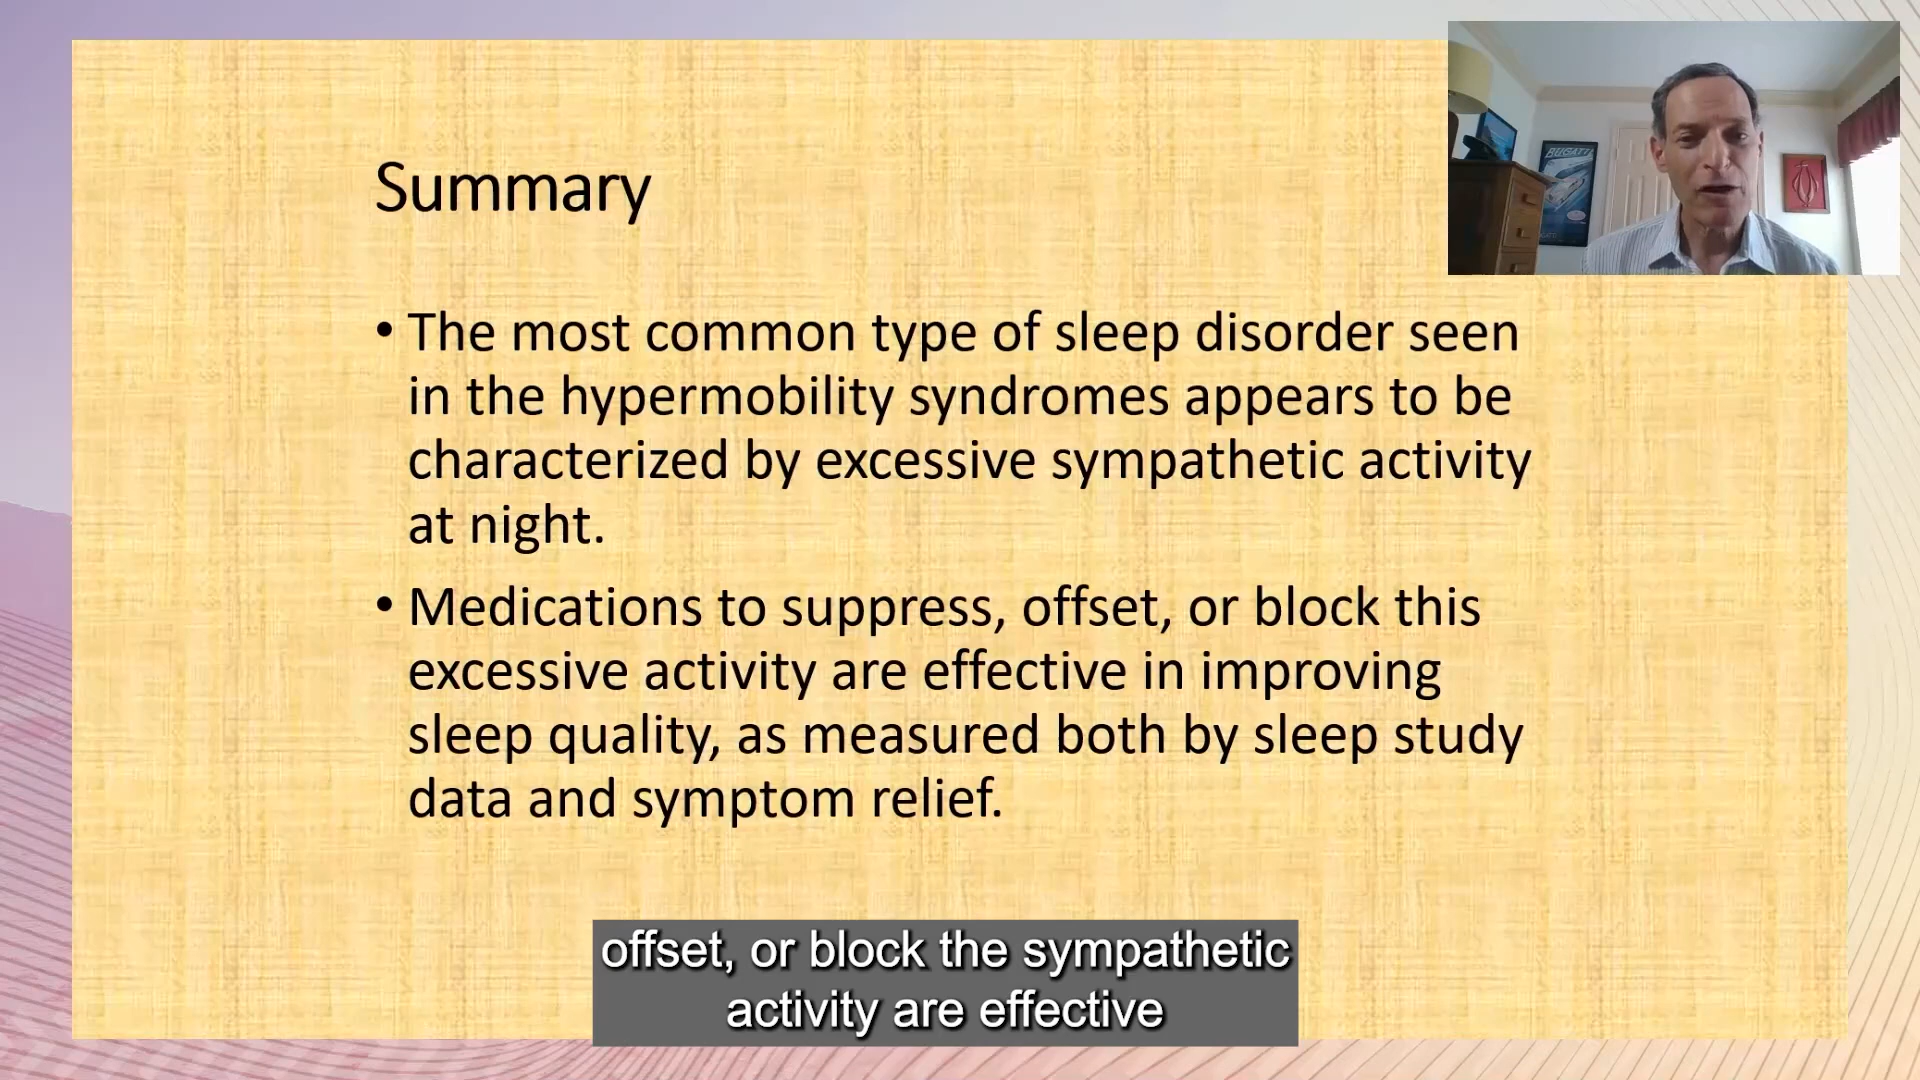 BUGATTI
Summary
• The most common type of sleep disorder seen
in the hypermobility syndromes appears to be
characterized by excessive sympathetic activity
at night.
• Medications to suppress, offset, or block this
excessive activity are effective in improving
sleep quality, as measured both by sleep study
data and symptom relief.
offset, or block the sympathetic
activity are effective